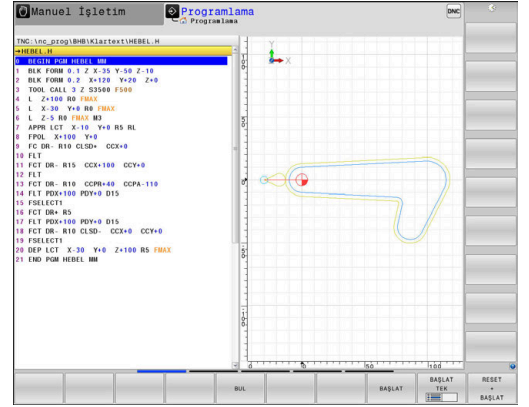 Manuel İşletim
Programlama
Programlama
DNC
TNC:\nc_prog\BHB\Klartext\HEBEL.H
→HEBEL.H
0 BEGIN PGM HEBEL MM
1 BLK FORM 0.1 Z X-35 Y-50 Z-10
2 BLK FORM 0.2 X+120 Y+20 Z+0
3 TOOL CALL 3 Z S3500 F500
4 L Z+100 R0 FMAX
5 L X-30 Y+0 R0 FMAX
6 L Z-5 R0 FMAX M3
7 APPR LCT X-10 Y+0 R5 RL
8 FPOL X+100 Y+0
9 FC DR- R10 CLSD+ CCX+0
10 FLT
11 FCT DR- R15 CCX+100 CCY+0
12 FLT
13 FCT DR- R10 CCPR+40 CCPA-110
14 FLT PDX+100 PDY+0 D15
15 FSELECT1
16 FCT DR+ R5
17 FLT PDX+100 PDY+0 D15
18 FCT DR- R10 CLSD- CCX+0 CCY+0
19 FSELECT1
20 DEP LCT X-30 Y+0 Z+100 R5 FMAX
21 END PGM HEBEL MM
Y
X
0
50
100
BUL
BAŞLAT
BAŞLAT
TEK
RESET
+
BAŞLAT